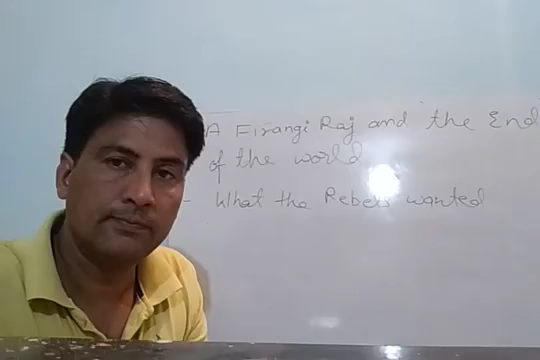 A Firangi Raj and the End
of the world
- What the Rebels wanted